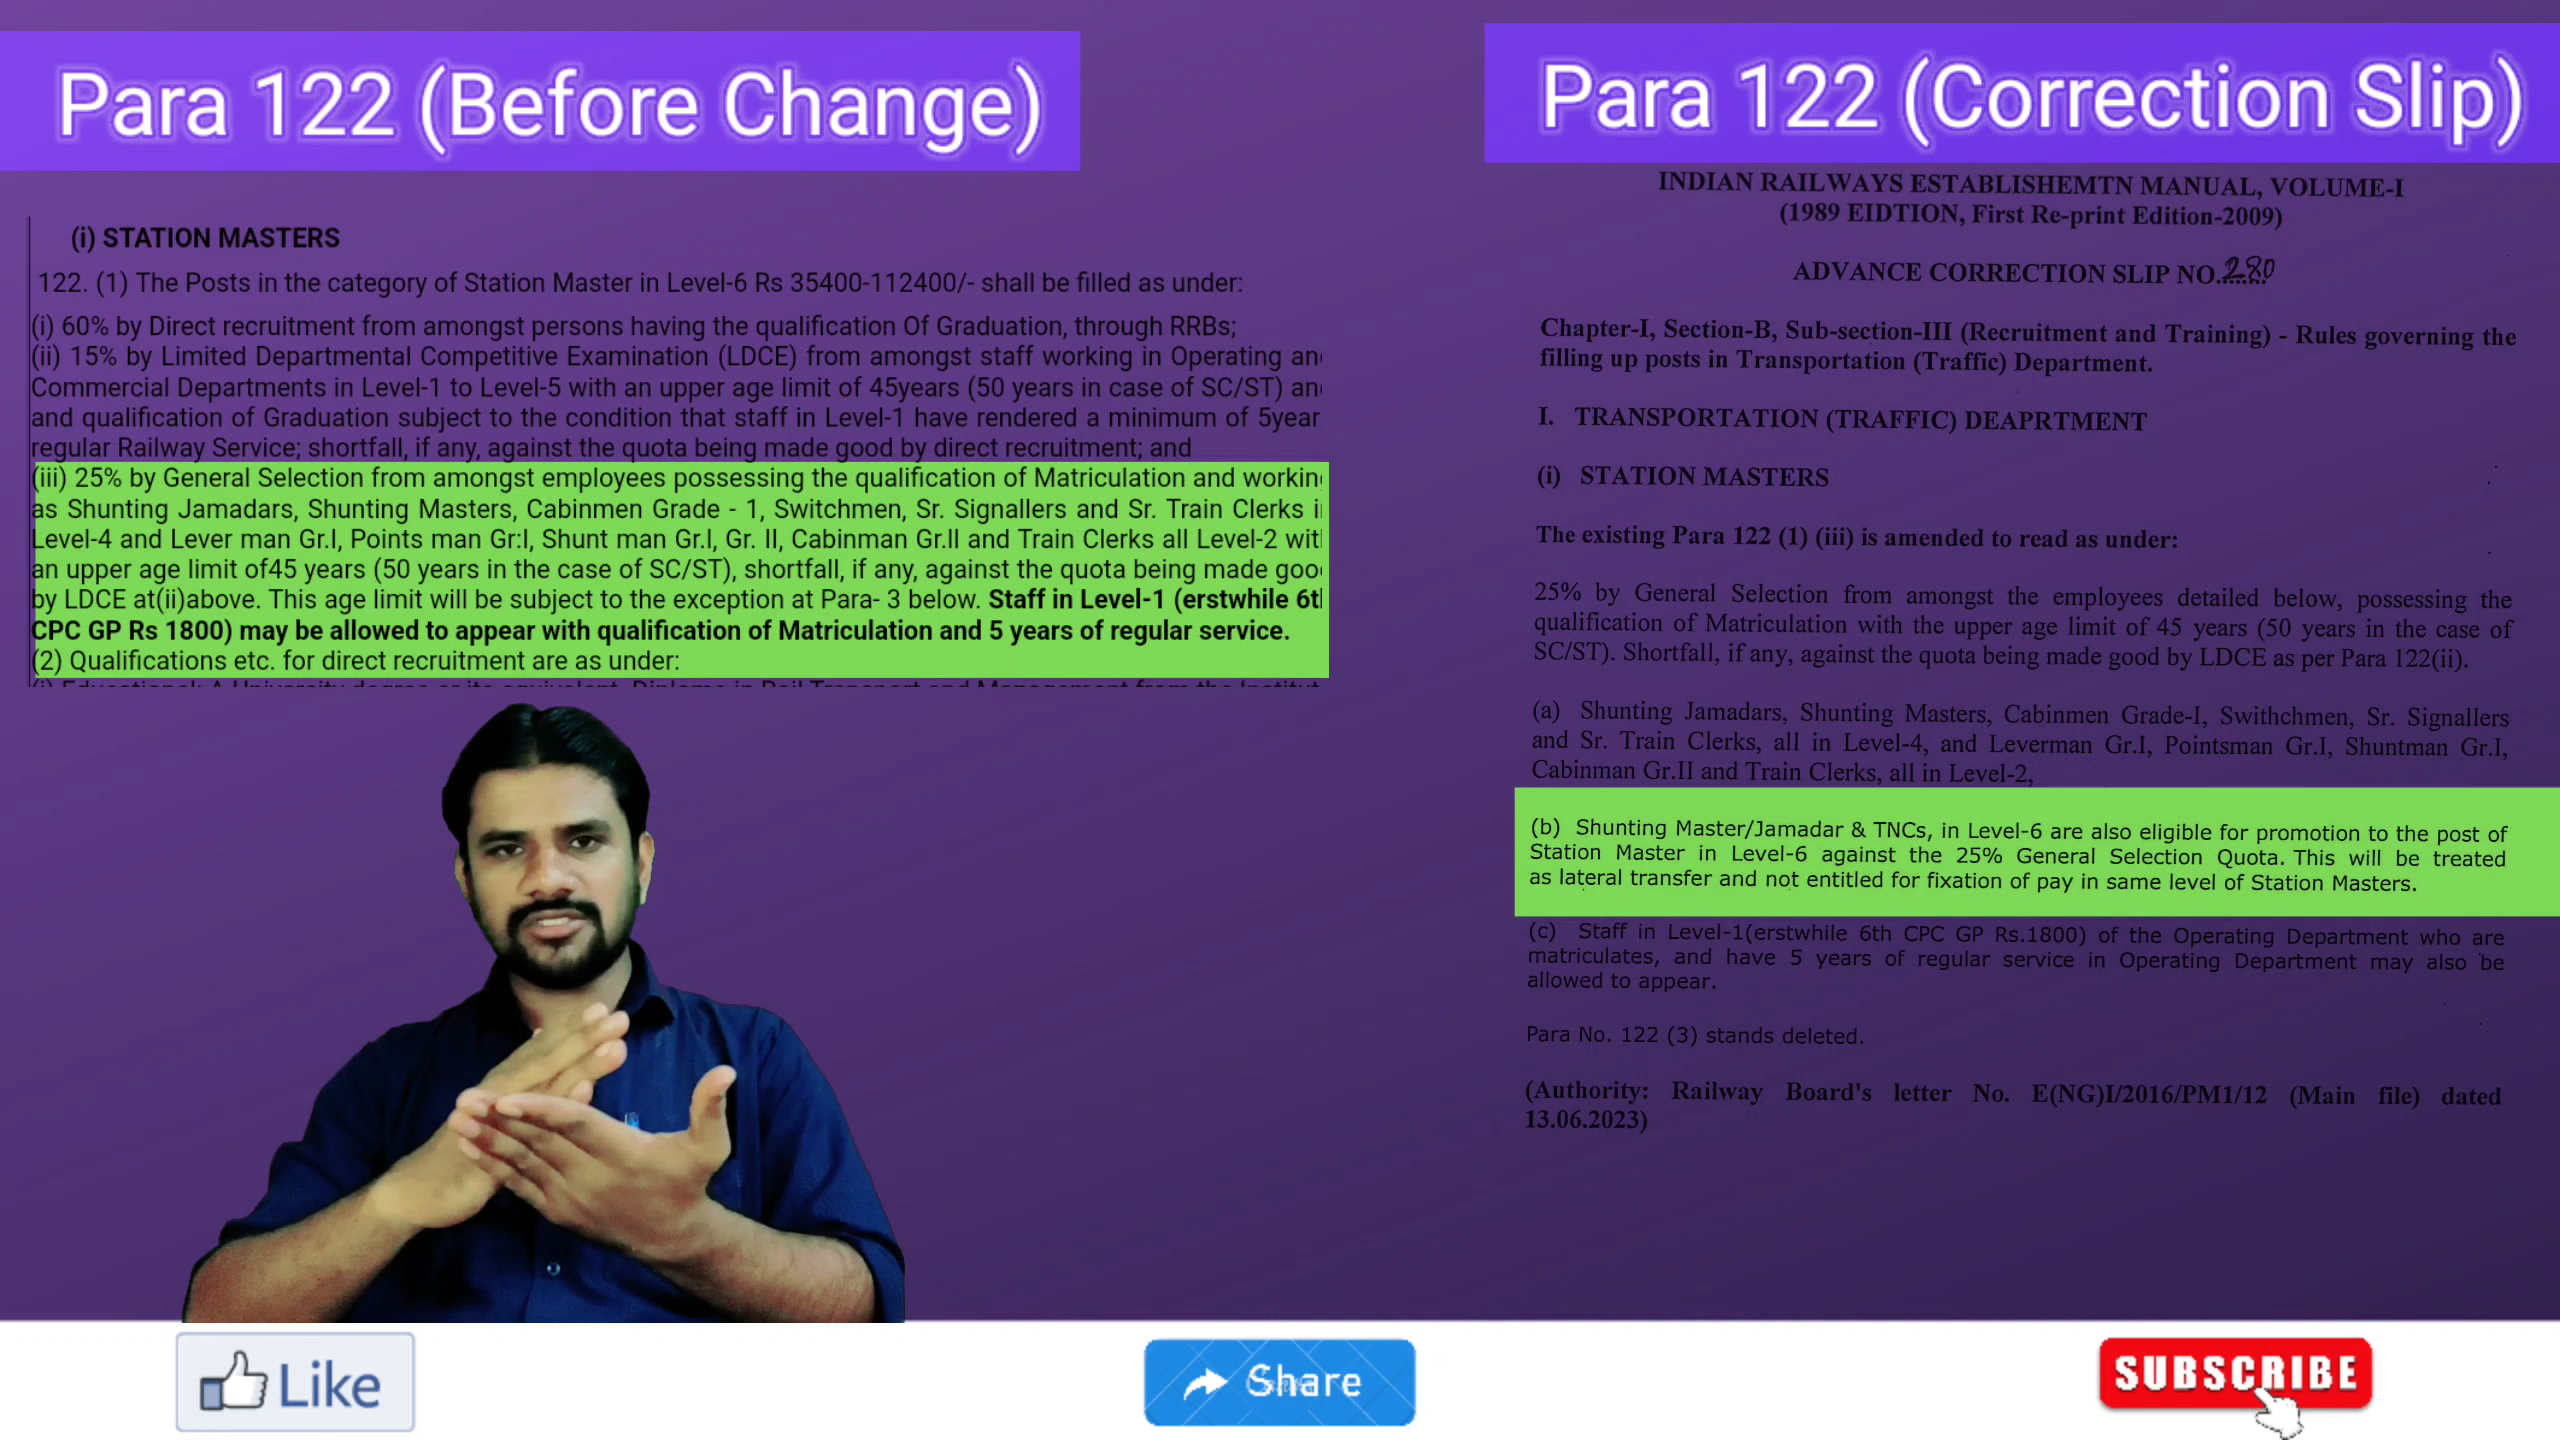 Para 122 (Before Change)
(i) STATION MASTERS
122. (1) The Posts in the category of Station Master in Level-6 Rs 35400-112400/- shall be filled as under:
(i) 60% by Direct recruitment from amongst persons having the qualification Of Graduation, through RRBs;
(ii) 15% by Limited Departmental Competitive Examination (LDCE) from amongst staff working in Operating an
Commercial Departments in Level-1 to Level-5 with an upper age limit of 45years (50 years in case of SC/ST) an
and qualification of Graduation subject to the condition that staff in Level-1 have rendered a minimum of 5year
regular Railway Service; shortfall, if any, against the quota being made good by direct recruitment; and
(iii) 25% by General Selection from amongst employees possessing the qualification of Matriculation and workin
as Shunting Jamadars, Shunting Masters, Cabinmen Grade - 1, Switchmen, Sr. Signallers and Sr. Train Clerks i
Level-4 and Lever man Gr.I, Points man Gr:I, Shunt man Gr.I, Gr. II, Cabinman Gr.II and Train Clerks all Level-2 wit
an upper age limit of45 years (50 years in the case of SC/ST), shortfall, if any, against the quota being made goo
by LDCE at(ii)above. This age limit will be subject to the exception at Para- 3 below. Staff in Level-1 (erstwhile 6t
CPC GP Rs 1800) may be allowed to appear with qualification of Matriculation and 5 years of regular service.
(2) Qualifications etc. for direct recruitment are as under:
Para 122 (Correction Slip)
INDIAN RAILWAYS ESTABLISHEMTN MANUAL, VOLUME-I
(1989 EIDTION, First Re-print Edition-2009)
ADVANCE CORRECTION SLIP NO.280
Chapter-I, Section-B, Sub-section-III (Recruitment and Training) - Rules governing the
filling up posts in Transportation (Traffic) Department.
I. TRANSPORTATION (TRAFFIC) DEAPRTMENT
(i) STATION MASTERS
The existing Para 122 (1) (iii) is amended to read as under:
25% by General Selection from amongst the employees detailed below, possessing the
qualification of Matriculation with the upper age limit of 45 years (50 years in the case of
SC/ST). Shortfall, if any, against the quota being made good by LDCE as per Para 122(ii).
(a) Shunting Jamadars, Shunting Masters, Cabinmen Grade-I, Swithchmen, Sr. Signallers
and Sr. Train Clerks, all in Level-4, and Leverman Gr.I, Pointsman Gr.I, Shuntman Gr.I,
Cabinman Gr.II and Train Clerks, all in Level-2,
(b) Shunting Master/Jamadar & TNCs, in Level-6 are also eligible for promotion to the post of
Station Master in Level-6 against the 25% General Selection Quota. This will be treated
as lateral transfer and not entitled for fixation of pay in same level of Station Masters.
(c) Staff in Level-1(erstwhile 6th CPC GP Rs.1800) of the Operating Department who are
matriculates, and have 5 years of regular service in Operating Department may also be
allowed to appear.
Para No. 122 (3) stands deleted.
(Authority: Railway Board's letter No. E(NG)I/2016/PM1/12 (Main file) dated
13.06.2023)
Like
Share
SUBSCRIBE